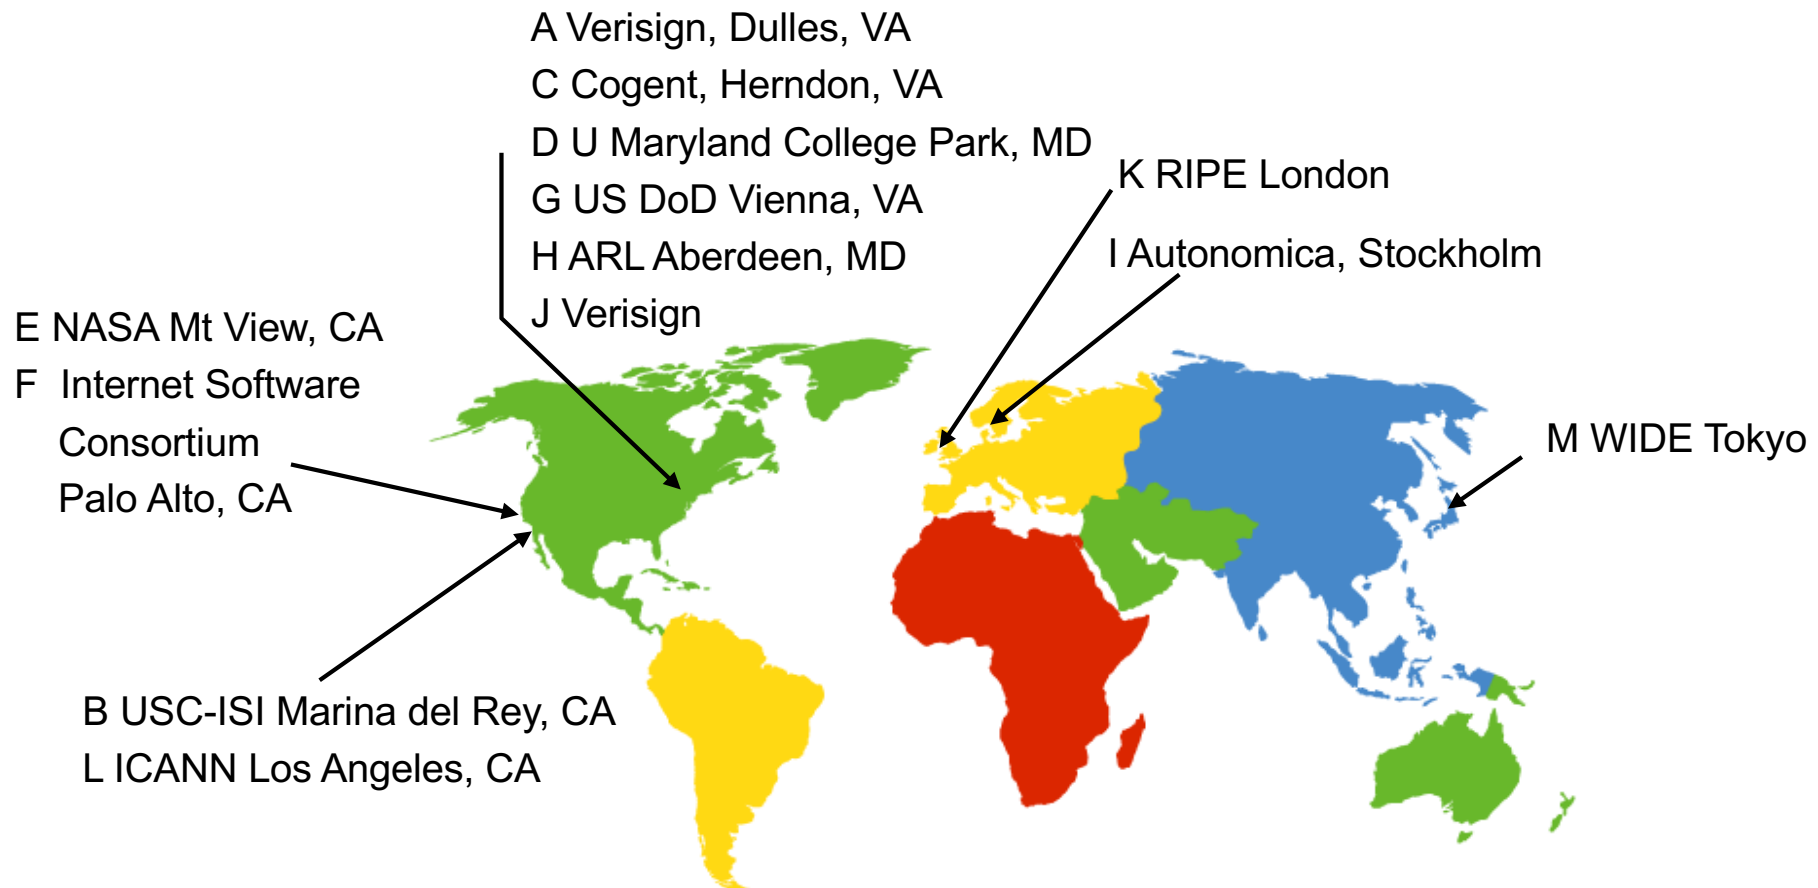 A Verisign, Dulles, VA
C Cogent, Herndon, VA
D U Maryland College Park, MD
G US DoD Vienna, VA
H ARL Aberdeen, MD
J Verisign
K RIPE London
I Autonomica, Stockholm
E NASA Mt View, CA
F Internet Software
Consortium
Palo Alto, CA
M WIDE Tokyo
B USC-ISI Marina del Rey, CA
L ICANN Los Angeles, CA